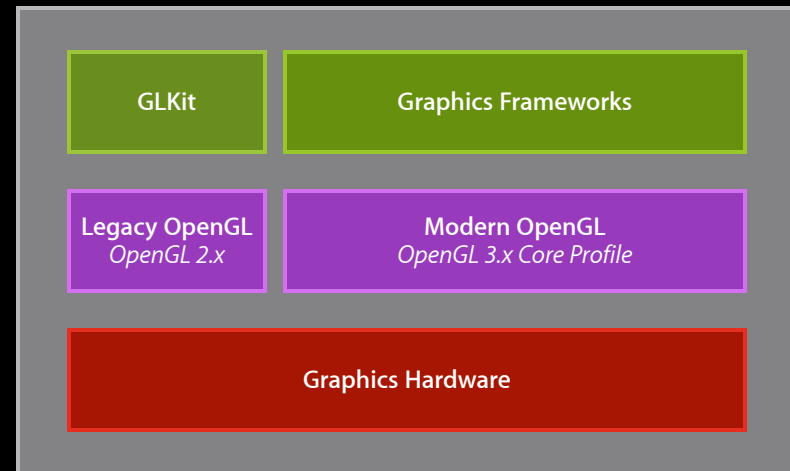 GLKit
Graphics Frameworks
Legacy OpenGL
OpenGL 2.x
Modern OpenGL
OpenGL 3.x Core Profile
Graphics Hardware